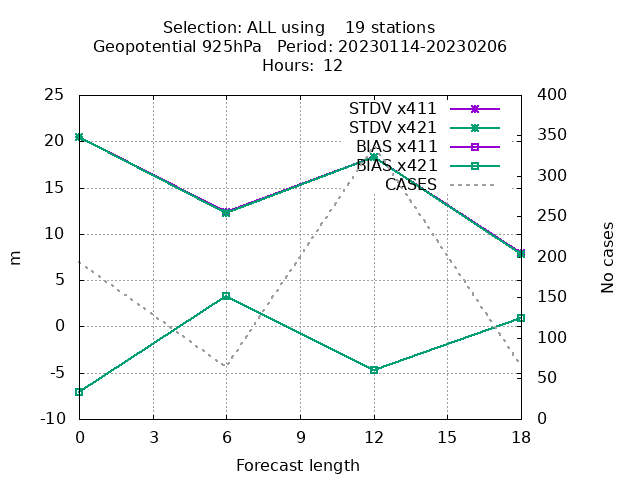 Selection: ALL using    19 stations
Geopotential 925hPa   Period: 20230114-20230206
Hours: 12
25
20
15
10
5
0
-5
-10
m
400
350
300
250
200
150
100
50
0
No cases
STDV x411
STDV x421
BIAS x411
BIAS x421
CASES
0 3 6 9 12 15 18
Forecast length